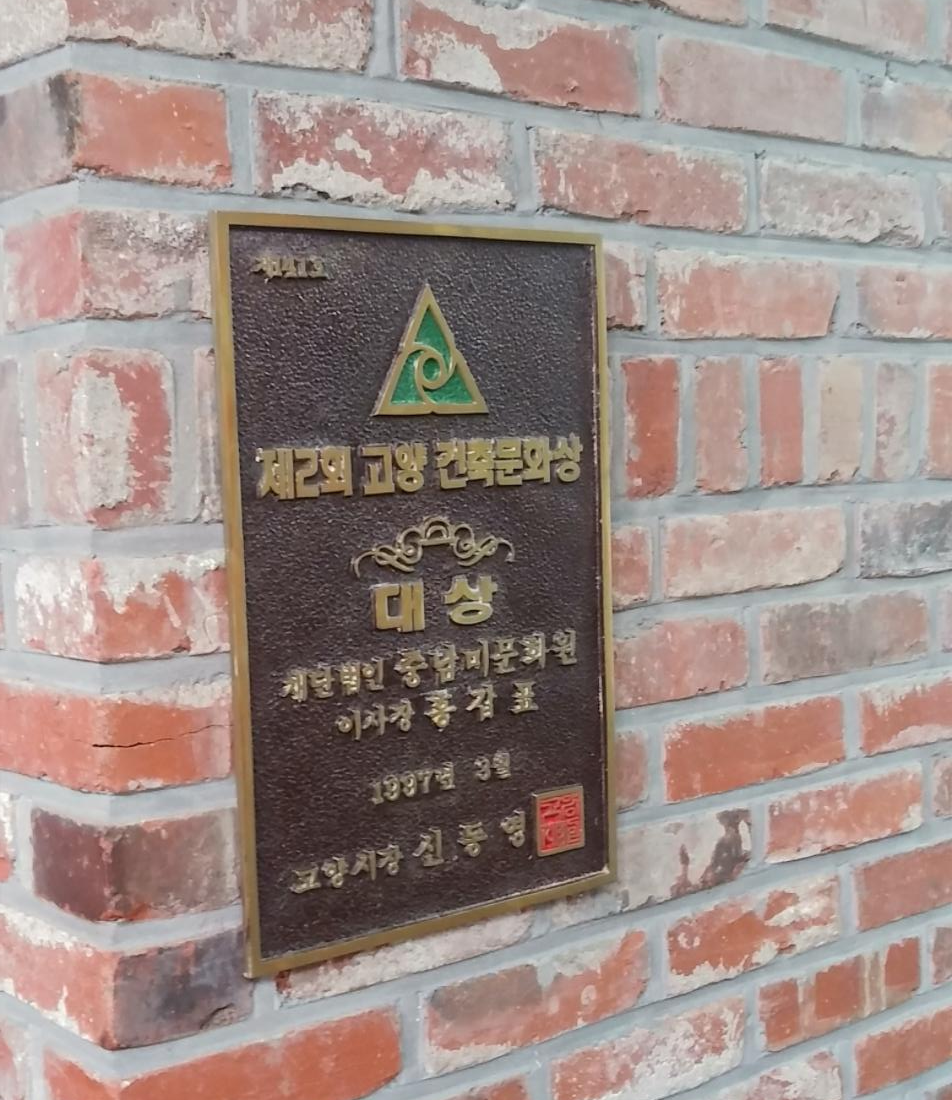 제2회 고양 건축문화상
대상
재단법인 중남미문화원
이사장 홍갑표
1997년 3월
고양시장 신동영